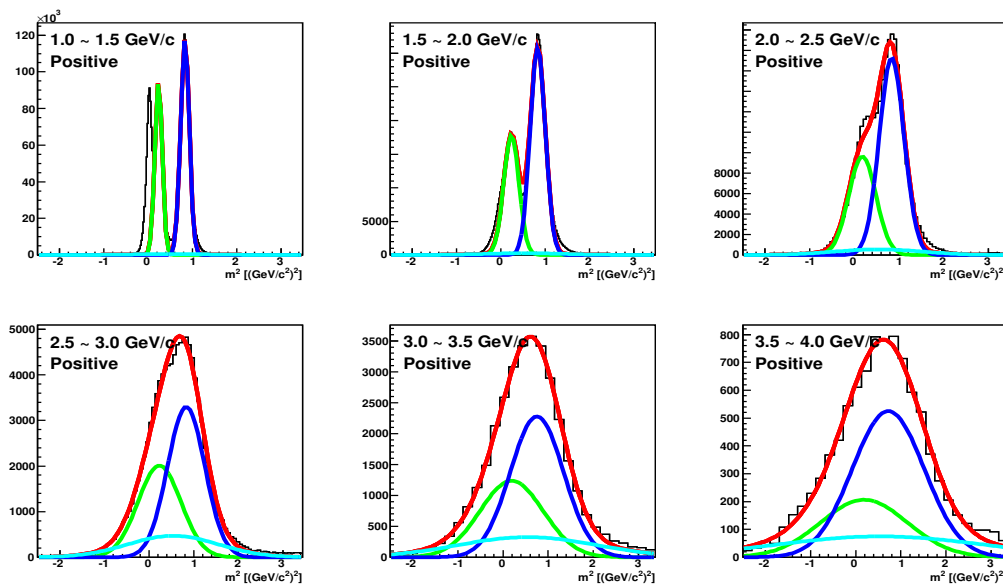 ×10³
1.0 ~ 1.5 GeV/c
Positive
120
100
80
60
40
20
0
-2 -1 0 1 2 3
m² [(GeV/c²)²]
1.5 ~ 2.0 GeV/c
Positive
5000
0
-2 -1 0 1 2 3
m² [(GeV/c²)²]
2.0 ~ 2.5 GeV/c
Positive
8000
6000
4000
2000
0
-2 -1 0 1 2 3
m² [(GeV/c²)²]
2.5 ~ 3.0 GeV/c
Positive
5000
4000
3000
2000
1000
0
-2 -1 0 1 2 3
m² [(GeV/c²)²]
3.0 ~ 3.5 GeV/c
Positive
3500
3000
2500
2000
1500
1000
500
0
-2 -1 0 1 2 3
m² [(GeV/c²)²]
3.5 ~ 4.0 GeV/c
Positive
800
700
600
500
400
300
200
100
0
-2 -1 0 1 2 3
m² [(GeV/c²)²]